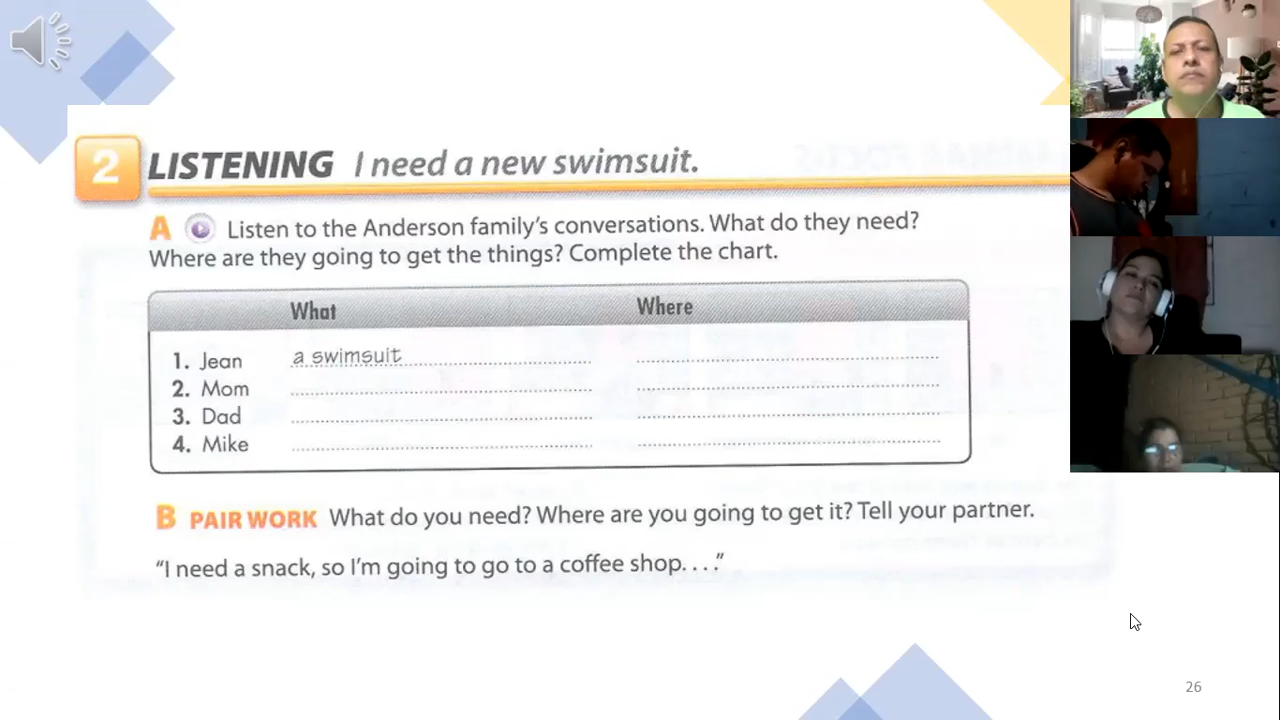 2 LISTENING I need a new swimsuit.
A Listen to the Anderson family's conversations. What do they need?
Where are they going to get the things? Complete the chart.
What Where
1. Jean a swimsuit
2. Mom
3. Dad
4. Mike
B PAIR WORK What do you need? Where are you going to get it? Tell your partner.
“I need a snack, so I'm going to go to a coffee shop. . . .”
26